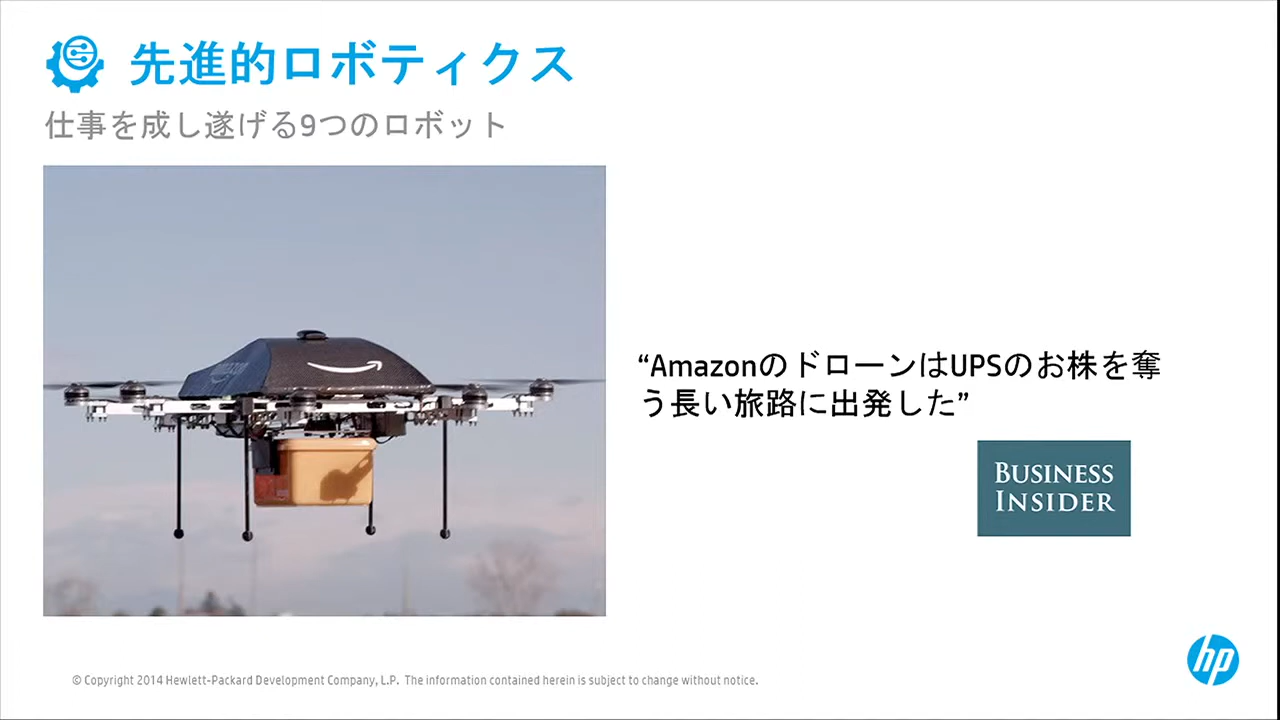 先進的ロボティクス
仕事を成し遂げる9つのロボット
amazon
“AmazonのドローンはUPSのお株を奪
う長い旅路に出発した”
BUSINESS
INSIDER
hp
© Copyright 2014 Hewlett-Packard Development Company, L.P. The information contained herein is subject to change without notice.